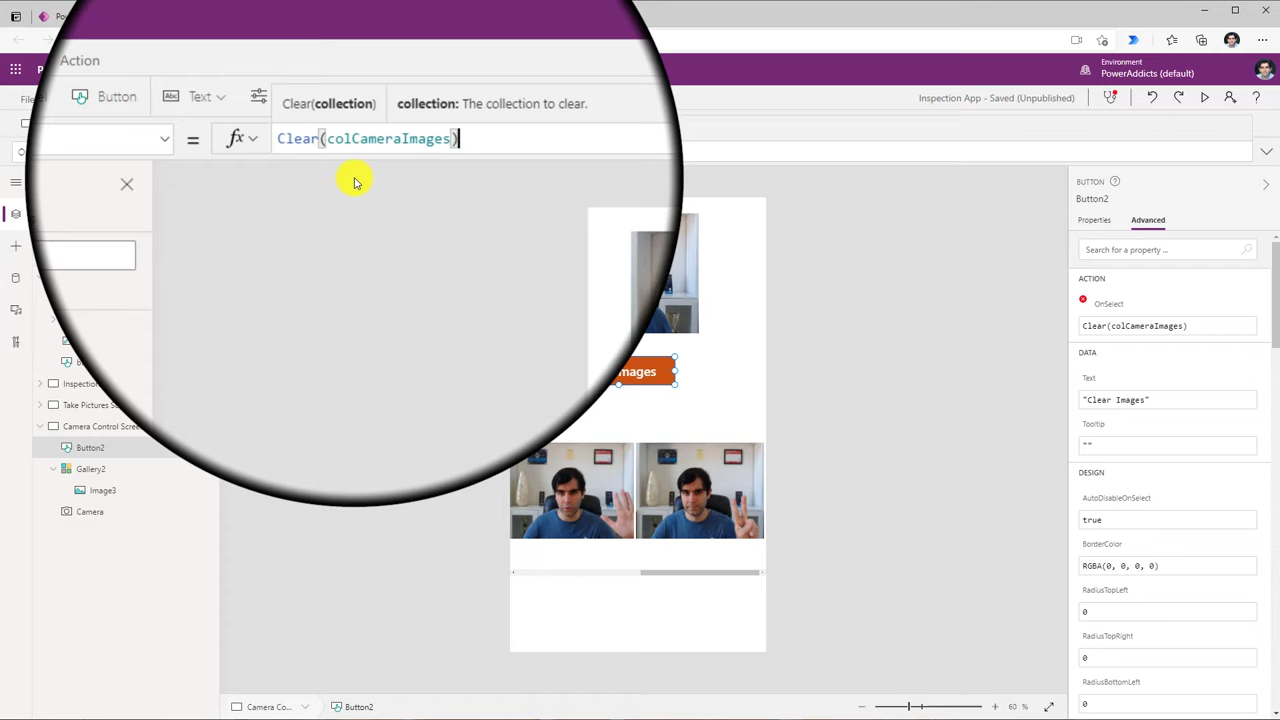 Environment
PowerAddicts (default)
Action
Inspection App - Saved (Unpublished)
Button
Text
Clear(collection)
collection: The collection to clear.
=
fx
Clear(colCameraImages)
BUTTON
Button2
Properties
Advanced
Search for a property ...
ACTION
OnSelect
Clear(colCameraImages)
DATA
Text
"Clear Images"
Tooltip
""
DESIGN
AutoDisableOnSelect
true
BorderColor
RGBA(0, 0, 0, 0)
RadiusTopLeft
0
RadiusTopRight
0
RadiusBottomLeft
0
Images
Inspection
Take Pictures S
Camera Control Screen
Button2
Gallery2
Image3
Camera
Camera Co...
Button2
60 %